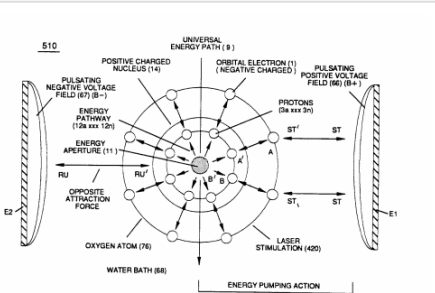 510
UNIVERSAL
ENERGY PATH (9)
POSITIVE CHARGED
NUCLEUS (14)
ORBITAL ELECTRON (1)
(NEGATIVE CHARGED)
PULSATING
POSITIVE VOLTAGE
FIELD (66) (B+)
PULSATING
NEGATIVE VOLTAGE
FIELD (67) (B-)
PROTONS
(3a xxx 3n)
ENERGY
PATHWAY
(12a xxx 12n)
ST'
ST
A
ENERGY
APERTURE (11)
A'
RU
RU'
B'
B
OPPOSITE
ATTRACTION
FORCE
ST
E2
E1
OXYGEN ATOM (76)
LASER
STIMULATION (420)
WATER BATH (68)
ENERGY PUMPING ACTION